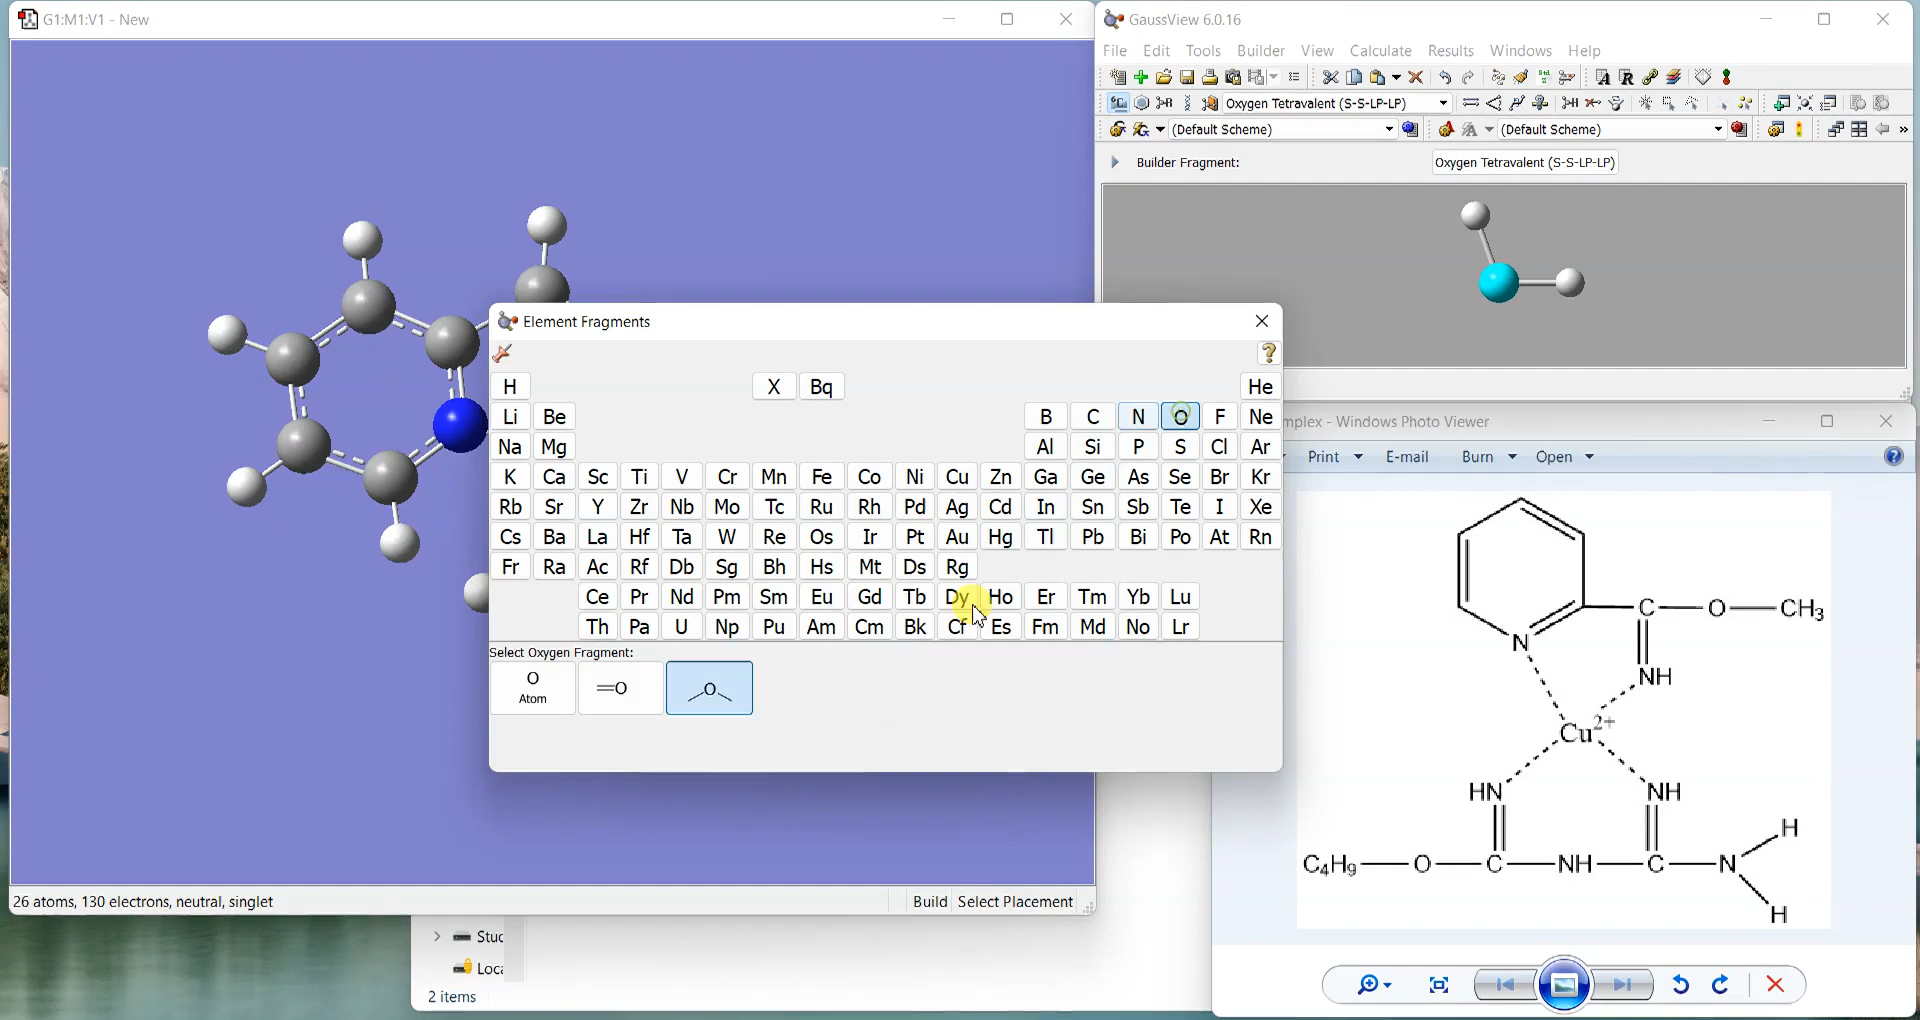 G1:M1:V1 - New
GaussView 6.0.16
File Edit Tools Builder View Calculate Results Windows Help
Oxygen Tetravalent (S-S-LP-LP)
(Default Scheme) (Default Scheme)
Builder Fragment: Oxygen Tetravalent (S-S-LP-LP)
Element Fragments
H X Bq He
Li Be B C N O F Ne
Na Mg Al Si P S Cl Ar
K Ca Sc Ti V Cr Mn Fe Co Ni Cu Zn Ga Ge As Se Br Kr
Rb Sr Y Zr Nb Mo Tc Ru Rh Pd Ag Cd In Sn Sb Te I Xe
Cs Ba La Hf Ta W Re Os Ir Pt Au Hg Tl Pb Bi Po At Rn
Fr Ra Ac Rf Db Sg Bh Hs Mt Ds Rg
Ce Pr Nd Pm Sm Eu Gd Tb Dy Ho Er Tm Yb Lu
Th Pa U Np Pu Am Cm Bk Cf Es Fm Md No Lr
Select Oxygen Fragment:
O
Atom
=O
O
mplex - Windows Photo Viewer
Print E-mail Burn Open
C O CH3
N
NH
Cu2+
HN NH
H
C4H9 O C NH C N
H
26 atoms, 130 electrons, neutral, singlet
Build Select Placement
Stuc
Loca
2 items